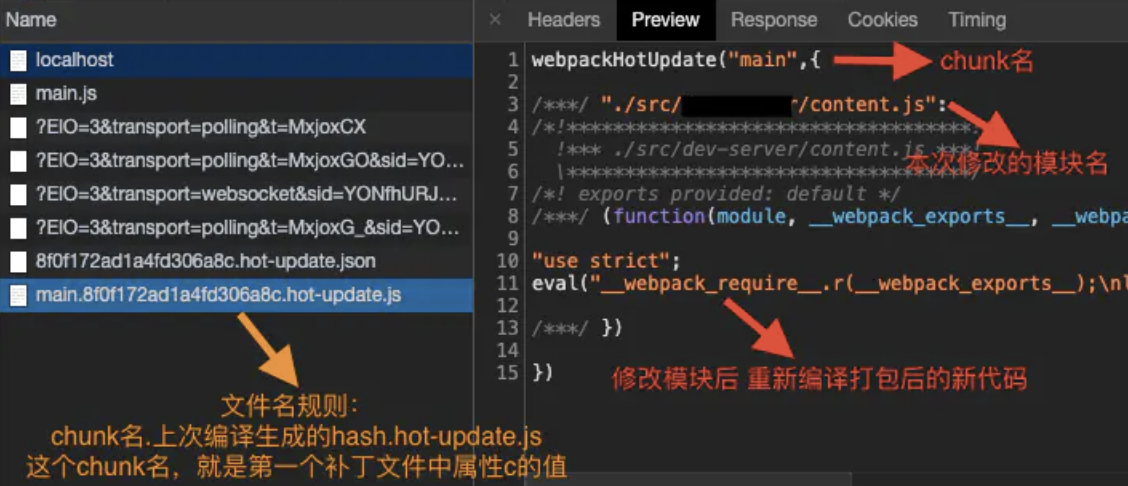 Name
localhost
main.js
?EIO=3&transport=polling&t=MxjoxCX
?EIO=3&transport=polling&t=MxjoxGO&sid=YO...
?EIO=3&transport=websocket&sid=YONfhURJ...
?EIO=3&transport=polling&t=MxjoxG_&sid=YO...
8f0f172ad1a4fd306a8c.hot-update.json
main.8f0f172ad1a4fd306a8c.hot-update.js
文件名规则：
chunk名.上次编译生成的hash.hot-update.js
这个chunk名，就是第一个补丁文件中属性c的值
× Headers Preview Response Cookies Timing
1 webpackHotUpdate("main",{
chunk名
2
3 /***/ "./src/ r/content.js":
4 /*!***********************************!
5 !*** ./src/dev-server/content.js ***!
本次修改的模块名
6 \***********************************/
7 /*! exports provided: default */
8 /***/ (function(module, __webpack_exports__, __webpa
9
10 "use strict";
11 eval("__webpack_require__.r(__webpack_exports__);\nl
12
13 /***/ })
14
15 })
修改模块后 重新编译打包后的新代码